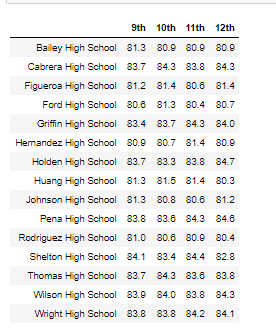 9th 10th 11th 12th
Bailey High School 81.3 80.9 80.9 80.9
Cabrera High School 83.7 84.3 83.8 84.3
Figueroa High School 81.2 81.4 80.6 81.4
Ford High School 80.6 81.3 80.4 80.7
Griffin High School 83.4 83.7 84.3 84.0
Hernandez High School 80.9 80.7 81.4 80.9
Holden High School 83.7 83.3 83.8 84.7
Huang High School 81.3 81.5 81.4 80.3
Johnson High School 81.3 80.8 80.6 81.2
Pena High School 83.8 83.6 84.3 84.6
Rodriguez High School 81.0 80.6 80.9 80.4
Shelton High School 84.1 83.4 84.4 82.8
Thomas High School 83.7 84.3 83.6 83.8
Wilson High School 83.9 84.0 83.8 84.3
Wright High School 83.8 83.8 84.2 84.1